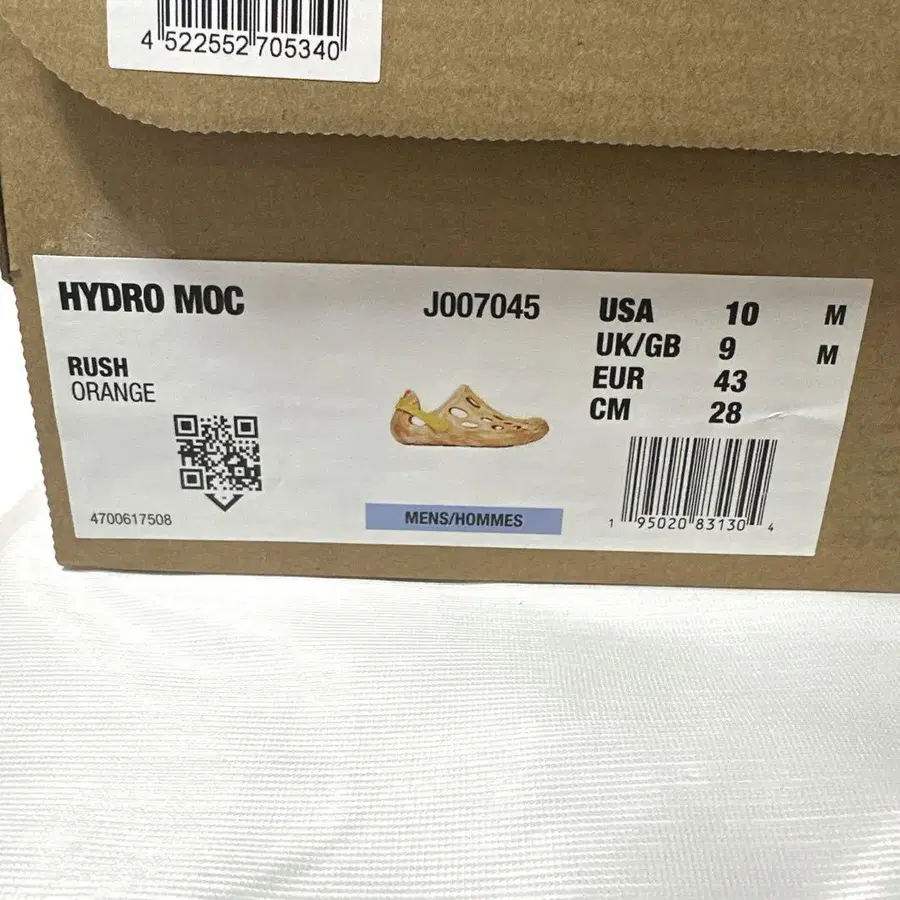 4 522552 705340
HYDRO MOC
J007045
RUSH
ORANGE
USA 10 M
UK/GB 9 M
EUR 43
CM 28
4700617508
MENS/HOMMES
1 95020 83130 4